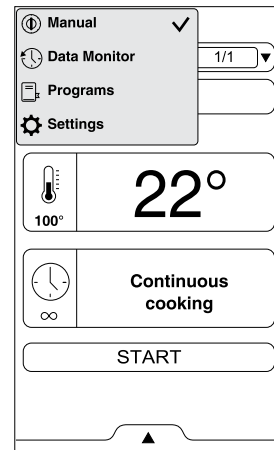 Manual
Data Monitor
1/1
Programs
Settings
22°
100°
Continuous
cooking
∞
START